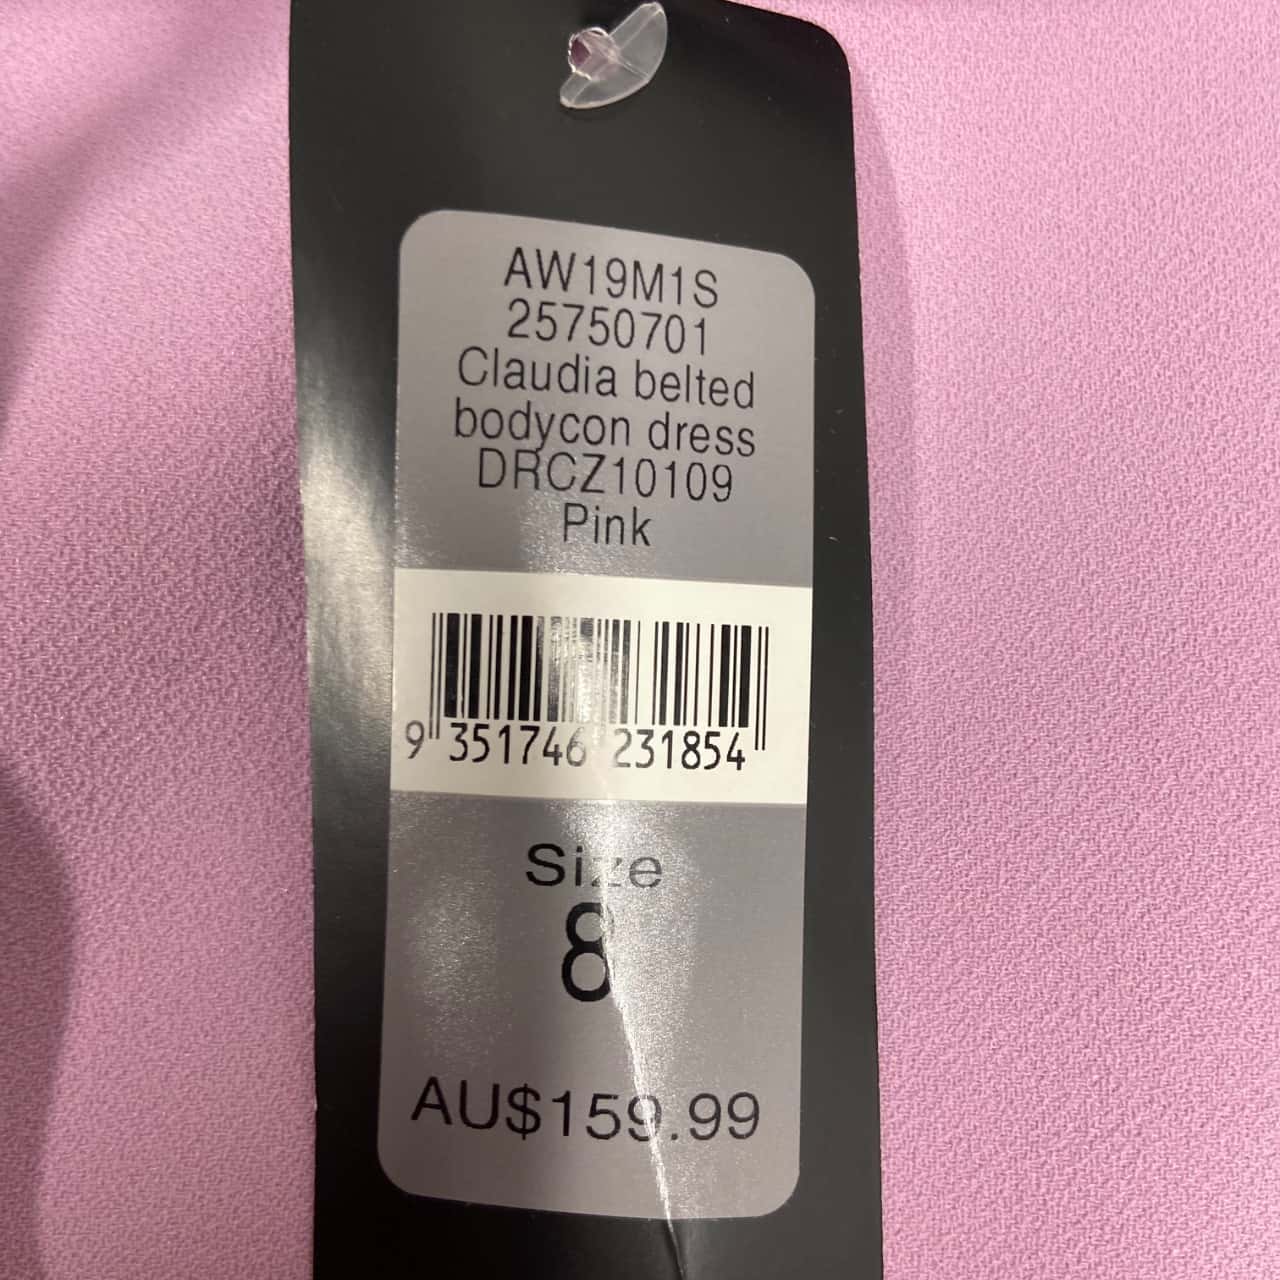 AW19M1S
25750701
Claudia belted
bodycon dress
DRCZ10109
Pink
9 351746 231854
Size
8
AU$159.99